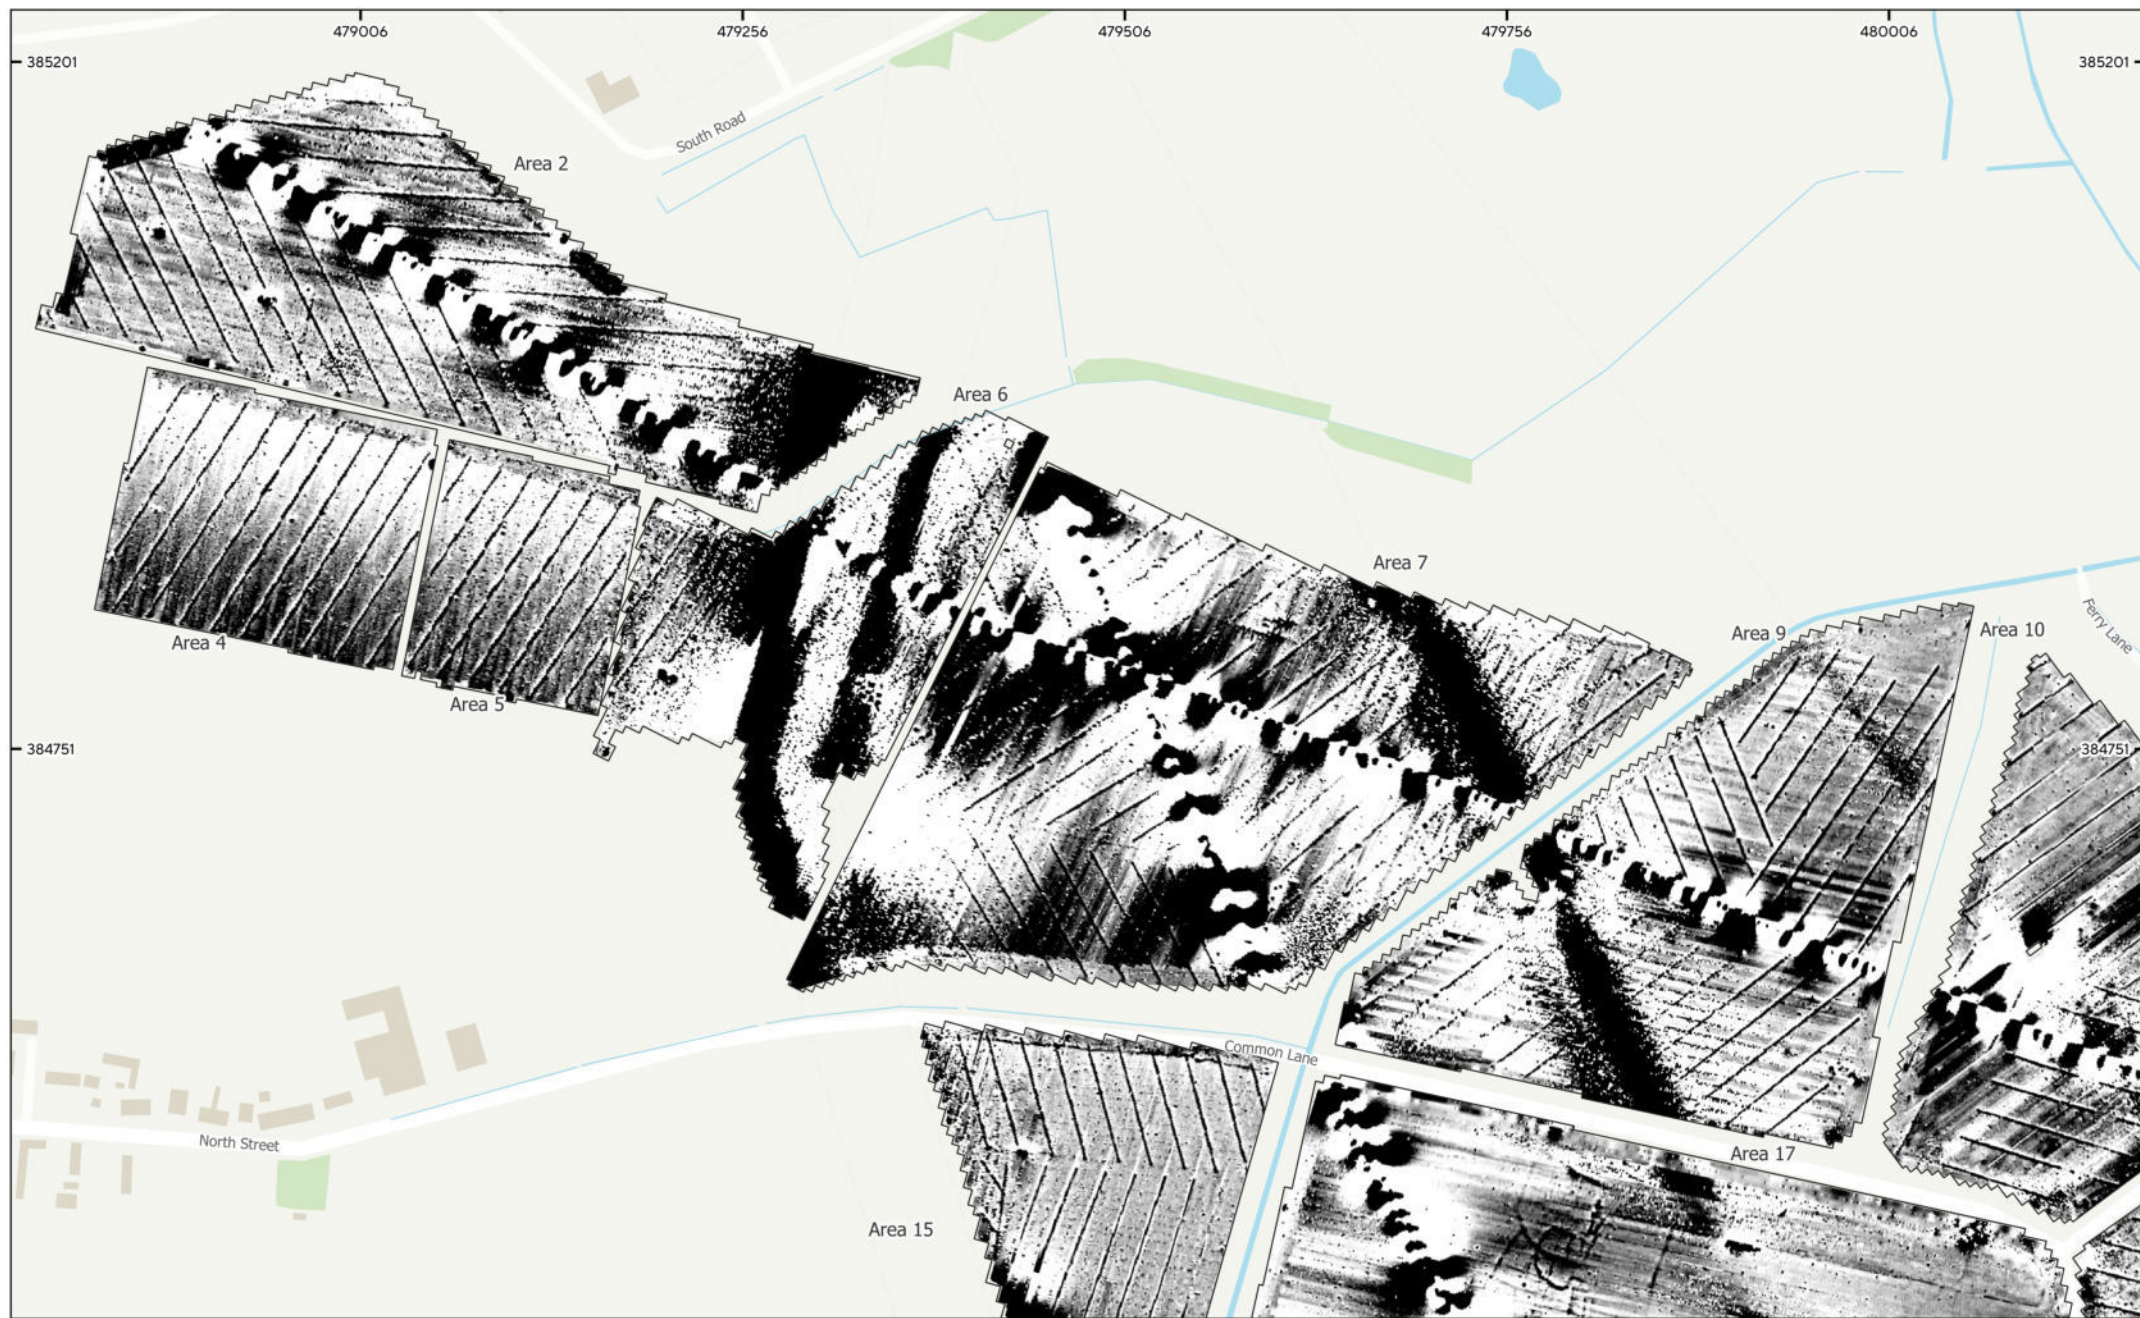 479006
479256
479506
479756
480006
385201
385201
South Road
Area 2
Area 6
Area 7
Ferry Lane
Area 9
Area 10
Area 4
Area 5
384751
384751
Common Lane
North Street
Area 17
Area 15